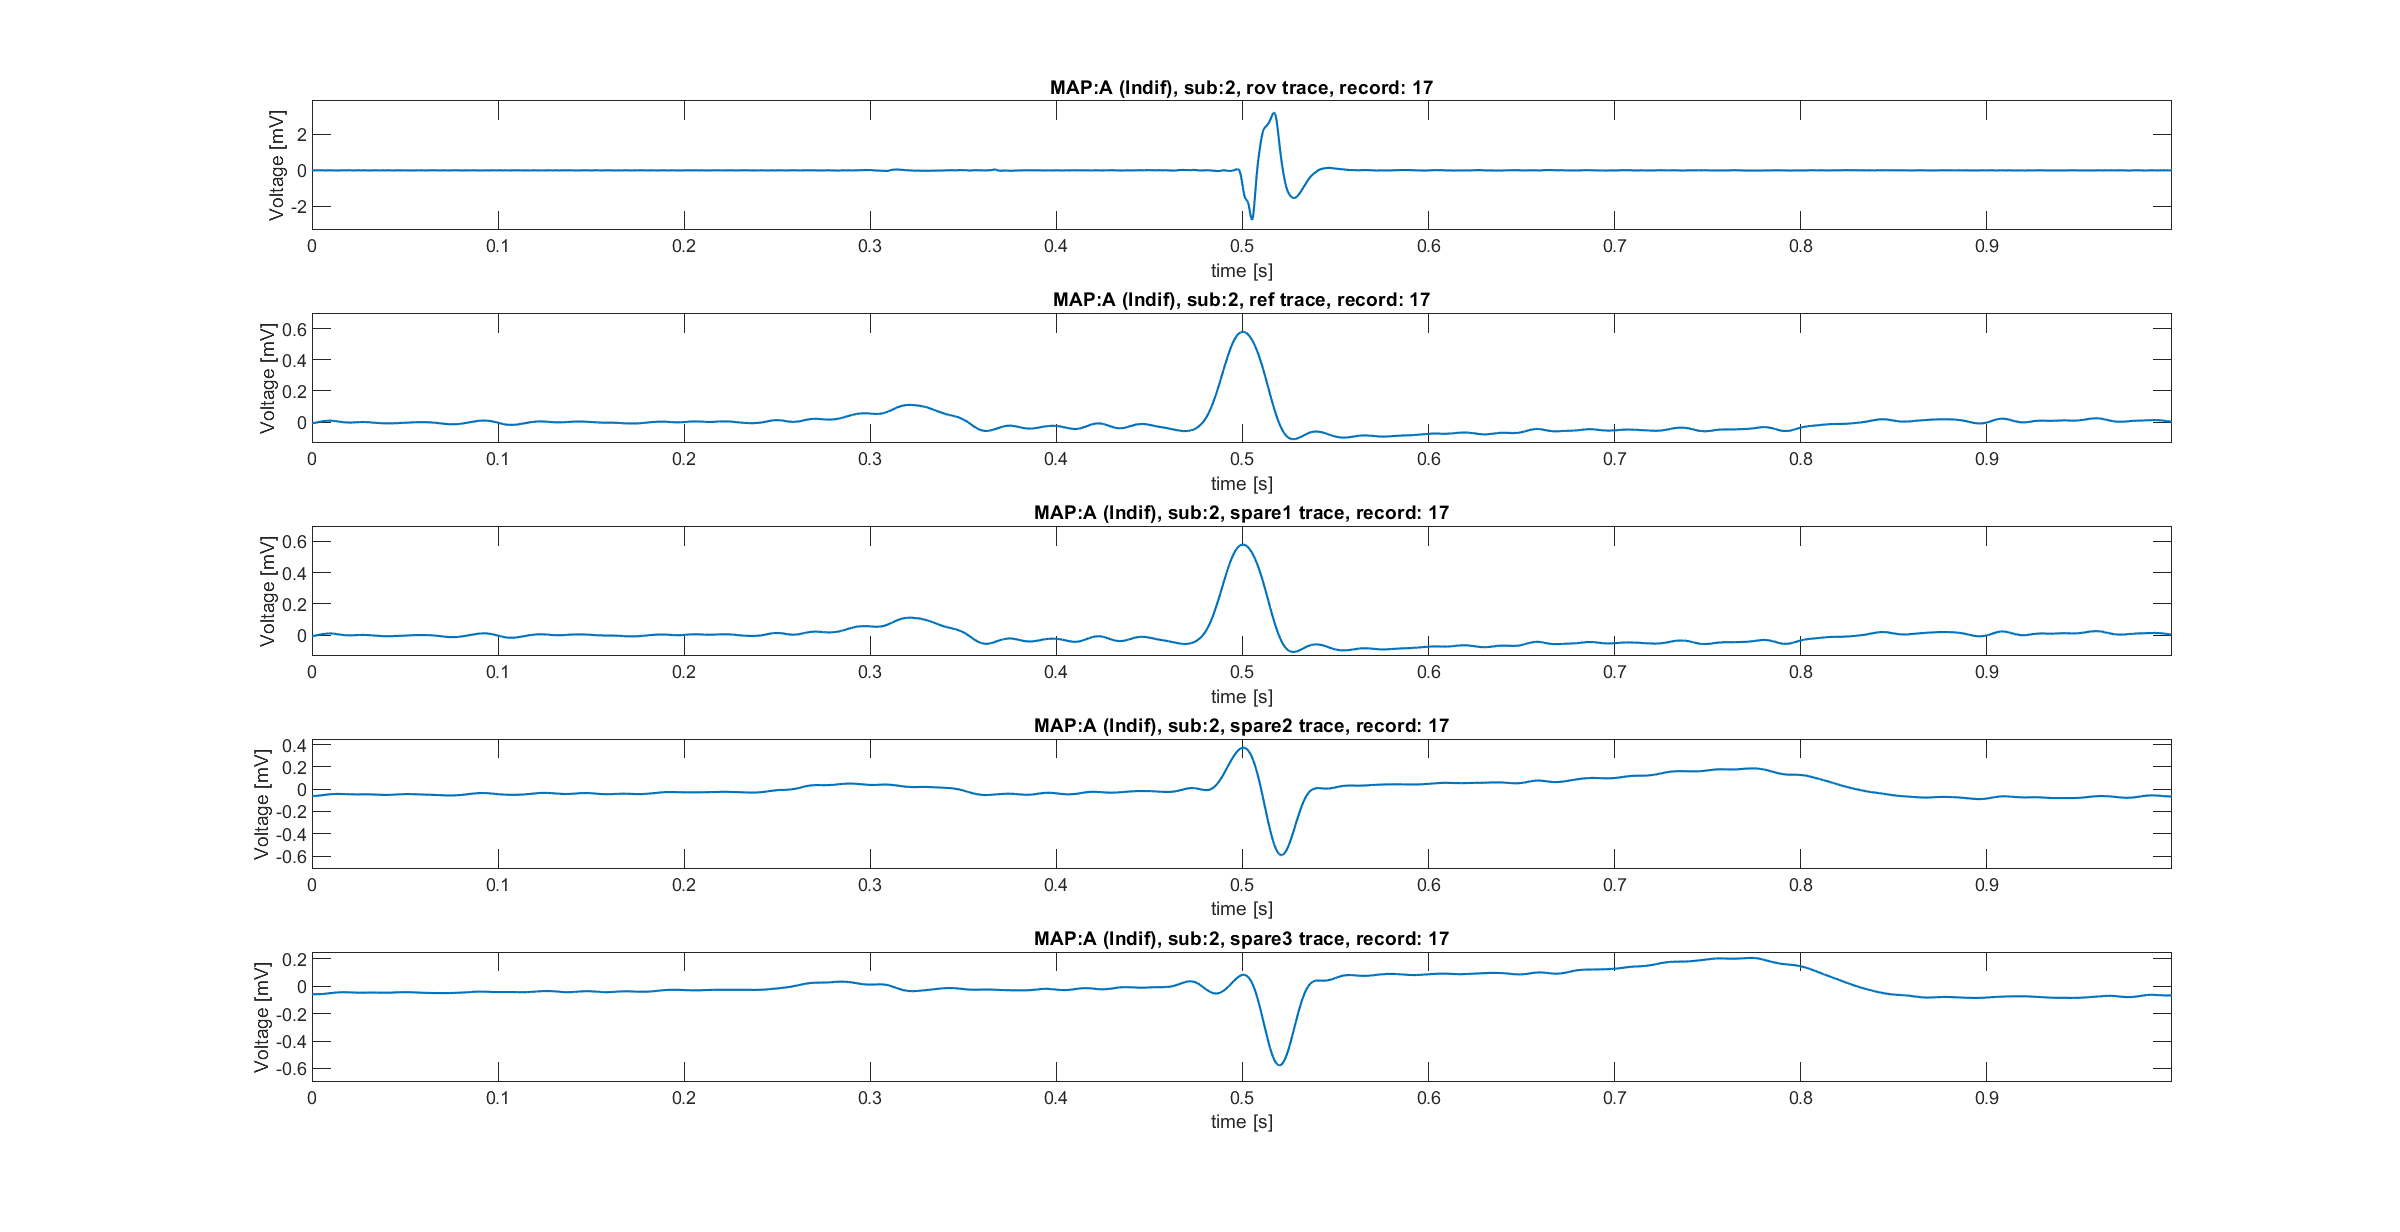 MAP:A (Indif), sub:2, rov trace, record: 17
Voltage [mV]
2
0
-2
0 0.1 0.2 0.3 0.4 0.5 0.6 0.7 0.8 0.9
time [s]
MAP:A (Indif), sub:2, ref trace, record: 17
Voltage [mV]
0.6
0.4
0.2
0
0 0.1 0.2 0.3 0.4 0.5 0.6 0.7 0.8 0.9
time [s]
MAP:A (Indif), sub:2, spare1 trace, record: 17
Voltage [mV]
0.6
0.4
0.2
0
0 0.1 0.2 0.3 0.4 0.5 0.6 0.7 0.8 0.9
time [s]
MAP:A (Indif), sub:2, spare2 trace, record: 17
Voltage [mV]
0.4
0.2
0
-0.2
-0.4
-0.6
0 0.1 0.2 0.3 0.4 0.5 0.6 0.7 0.8 0.9
time [s]
MAP:A (Indif), sub:2, spare3 trace, record: 17
Voltage [mV]
0.2
0
-0.2
-0.4
-0.6
0 0.1 0.2 0.3 0.4 0.5 0.6 0.7 0.8 0.9
time [s]